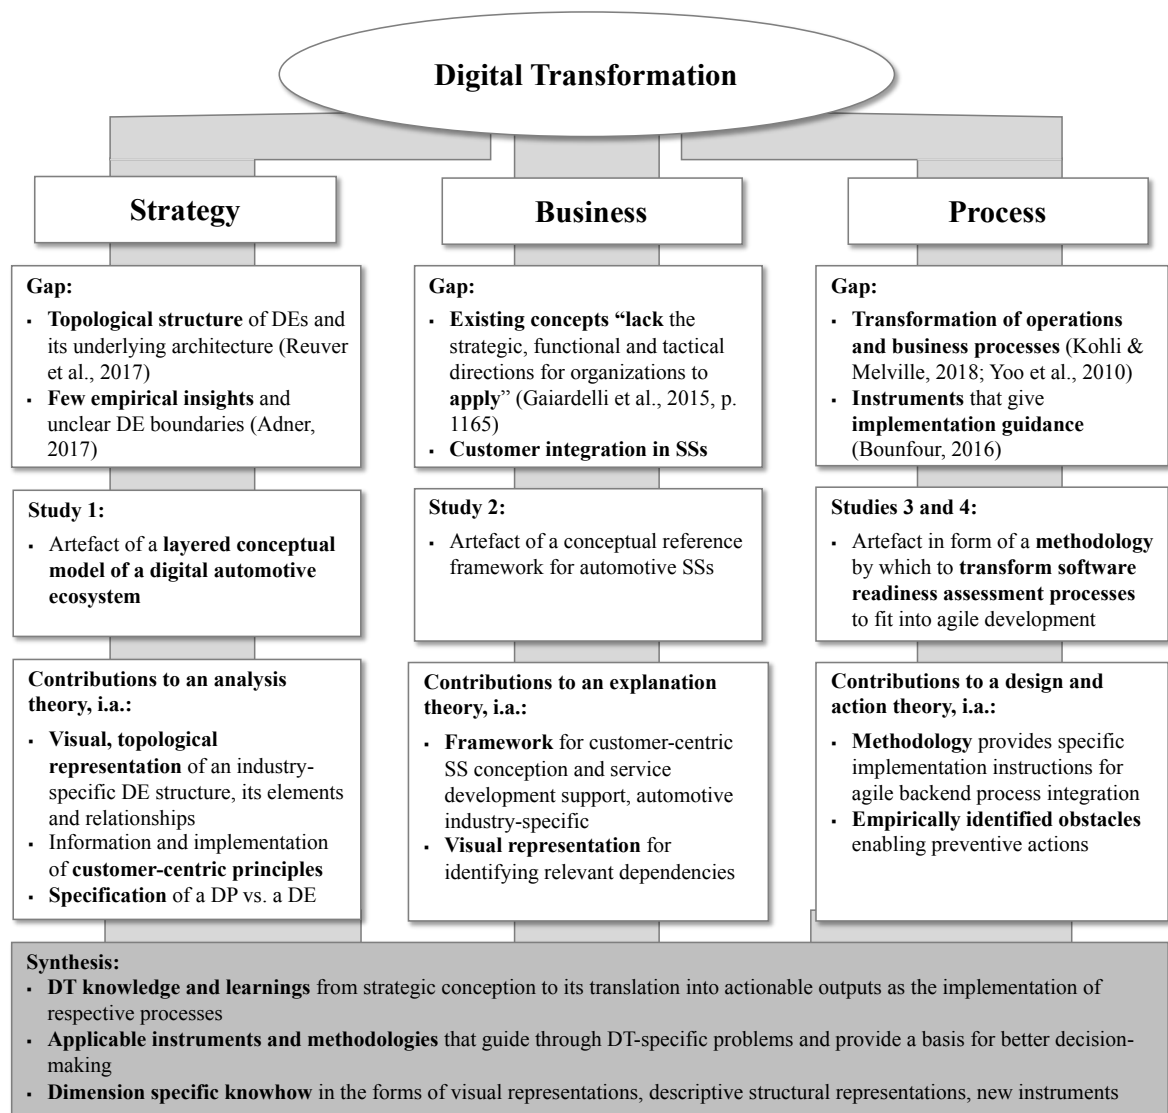 Digital Transformation
Strategy
Business
Process
Gap:
▪ Topological structure of DEs and
its underlying architecture (Reuver
et al., 2017)
▪ Few empirical insights and
unclear DE boundaries (Adner,
2017)
Gap:
▪ Existing concepts “lack the
strategic, functional and tactical
directions for organizations to
apply” (Gaiardelli et al., 2015, p.
1165)
▪ Customer integration in SSs
Gap:
▪ Transformation of operations
and business processes (Kohli &
Melville, 2018; Yoo et al., 2010)
▪ Instruments that give
implementation guidance
(Bounfour, 2016)
Study 1:
▪ Artefact of a layered conceptual
model of a digital automotive
ecosystem
Study 2:
▪ Artefact of a conceptual reference
framework for automotive SSs
Studies 3 and 4:
▪ Artefact in form of a methodology
by which to transform software
readiness assessment processes
to fit into agile development
Contributions to an analysis
theory, i.a.:
▪ Visual, topological
representation of an industry-
specific DE structure, its elements
and relationships
▪ Information and implementation
of customer-centric principles
▪ Specification of a DP vs. a DE
Contributions to an explanation
theory, i.a.:
▪ Framework for customer-centric
SS conception and service
development support, automotive
industry-specific
▪ Visual representation for
identifying relevant dependencies
Contributions to a design and
action theory, i.a.:
▪ Methodology provides specific
implementation instructions for
agile backend process integration
▪ Empirically identified obstacles
enabling preventive actions
Synthesis:
▪ DT knowledge and learnings from strategic conception to its translation into actionable outputs as the implementation of
respective processes
▪ Applicable instruments and methodologies that guide through DT-specific problems and provide a basis for better decision-
making
▪ Dimension specific knowhow in the forms of visual representations, descriptive structural representations, new instruments